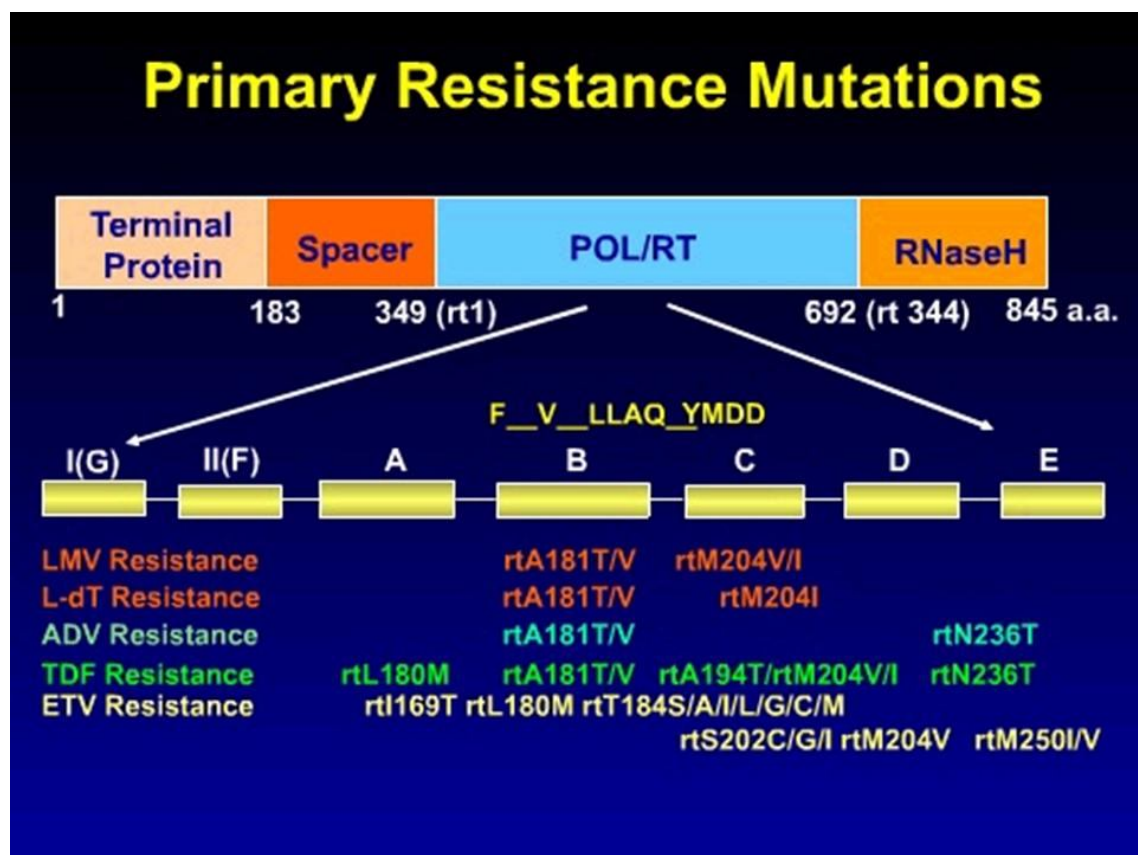 Primary Resistance Mutations
Terminal Protein Spacer POL/RT RNaseH
1 183 349 (rt1) 692 (rt 344) 845 a.a.
F__V__LLAQ_YMDD
I(G) II(F) A B C D E
LMV Resistance rtA181T/V rtM204V/I
L-dT Resistance rtA181T/V rtM204I
ADV Resistance rtA181T/V rtN236T
TDF Resistance rtL180M rtA181T/V rtA194T/rtM204V/I rtN236T
ETV Resistance rtI169T rtL180M rtT184S/A/I/L/G/C/M
rtS202C/G/I rtM204V rtM250I/V